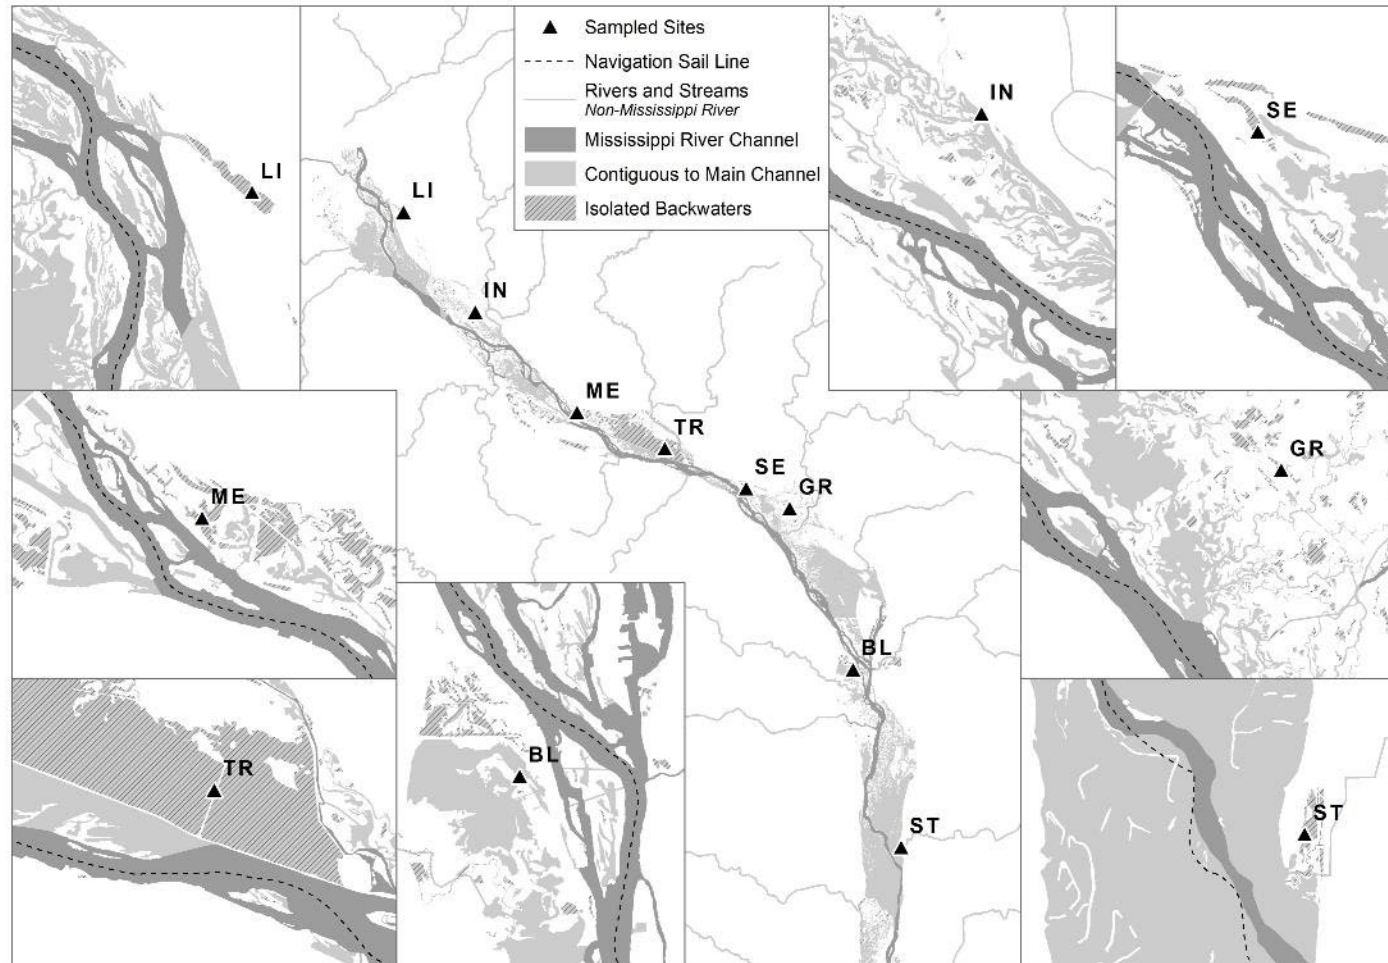 Sampled Sites
Navigation Sail Line
Rivers and Streams
Non-Mississippi River
Mississippi River Channel
Contiguous to Main Channel
Isolated Backwaters
LI
LI
IN
ME
TR
SE
GR
BL
ST
IN
SE
ME
GR
TR
BL
ST